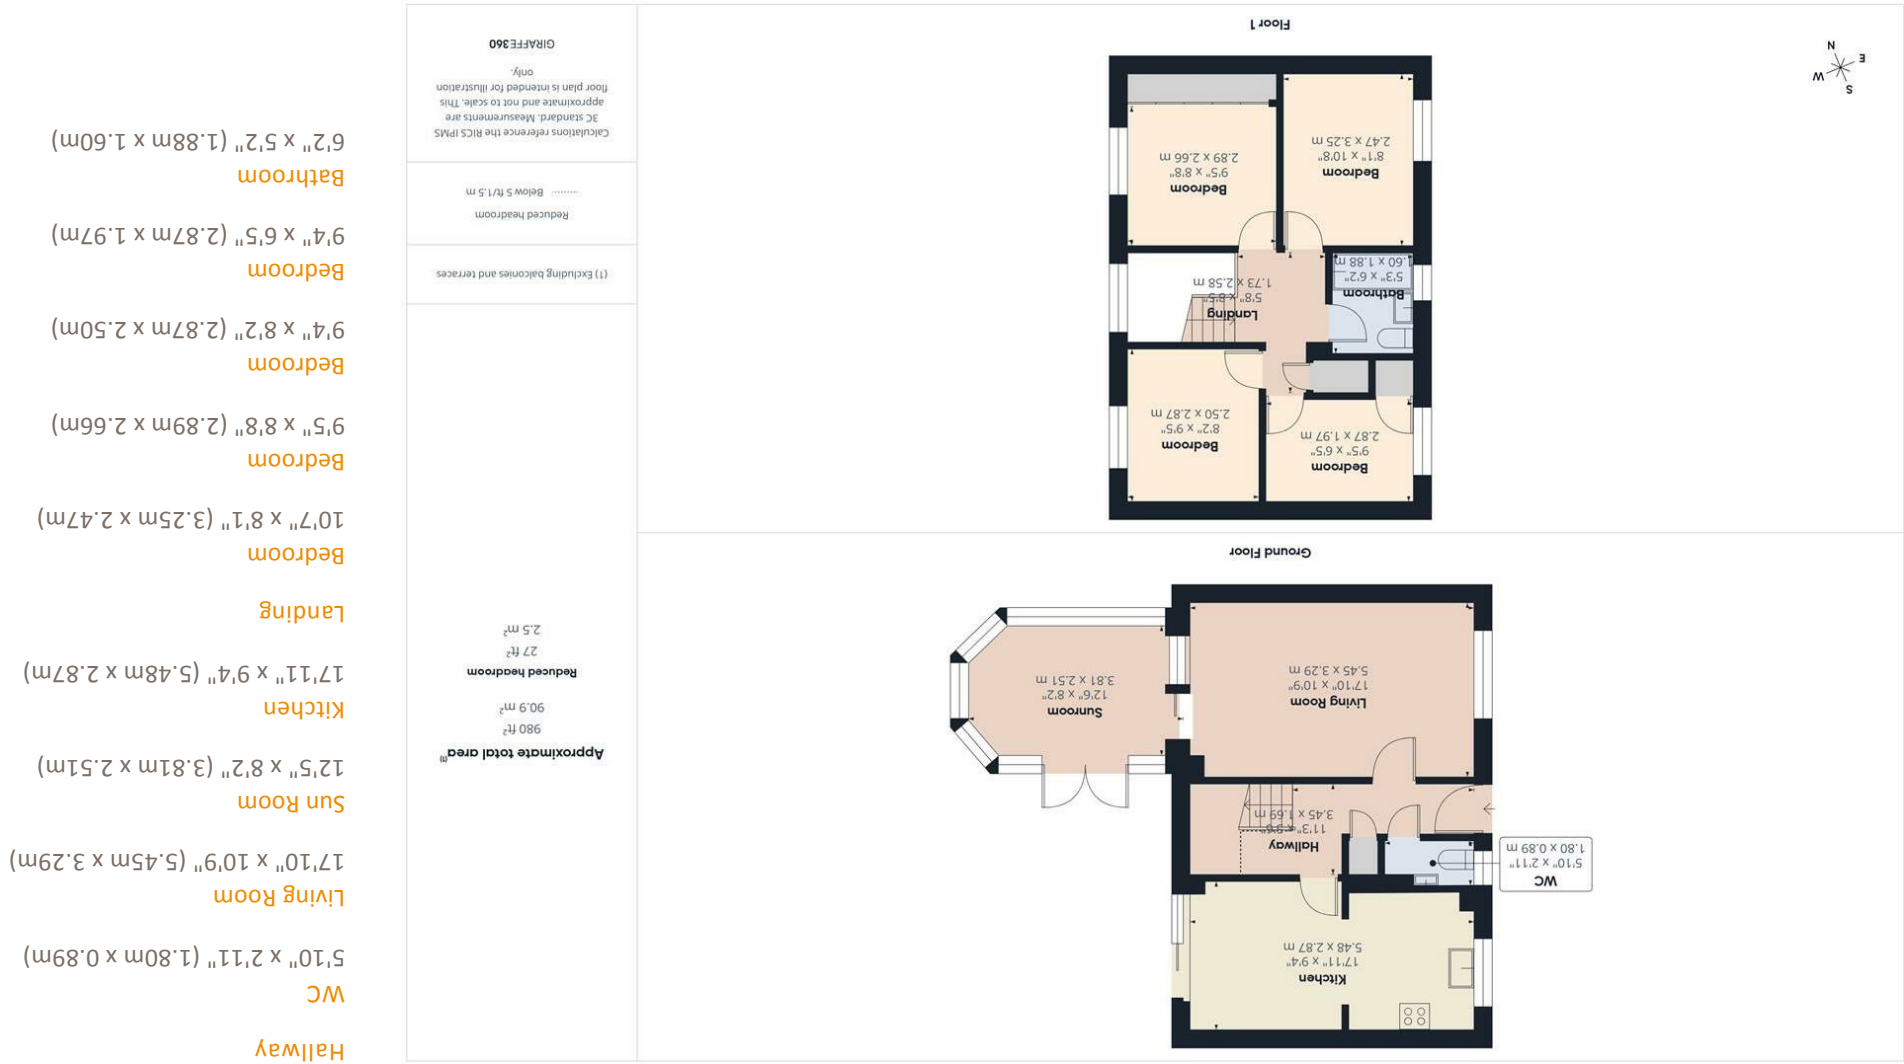 Hallway
WC
5'10" x 2'11" (1.80m x 0.89m)
Living Room
17'10" x 10'9" (5.45m x 3.29m)
Sun Room
12'5" x 8'2" (3.81m x 2.51m)
Kitchen
17'11" x 9'4" (5.48m x 2.87m)
Landing
Bedroom
10'7" x 8'1" (3.25m x 2.47m)
Bedroom
9'5" x 8'8" (2.89m x 2.66m)
Bedroom
9'4" x 8'2" (2.87m x 2.50m)
Bedroom
9'4" x 6'5" (2.87m x 1.97m)
Bathroom
6'2" x 5'2" (1.88m x 1.60m)
WC
5'10" x 2'11"
1.80 x 0.89 m
Kitchen
17'11" x 9'4"
5.48 x 2.87 m
Hallway
11'3" x 5'6"
3.45 x 1.69 m
Living Room
17'10" x 10'9"
5.45 x 3.29 m
Sunroom
12'6" x 8'2"
3.81 x 2.51 m
Ground Floor
Bedroom
9'5" x 6'5"
2.87 x 1.97 m
Bedroom
8'2" x 9'5"
2.50 x 2.87 m
Landing
5'8" x 8'5"
1.73 x 2.58 m
Bathroom
5'3" x 6'2"
1.60 x 1.88 m
Bedroom
8'1" x 10'8"
2.47 x 3.25 m
Bedroom
9'5" x 8'8"
2.89 x 2.66 m
Floor 1
S
E
W
N
Approximate total area(1)
980 ft²
90.9 m²
Reduced headroom
27 ft²
2.5 m²
(1) Excluding balconies and terraces
Reduced headroom
Below 5 ft/1.5 m
Calculations reference the RICS IPMS
3C standard. Measurements are
approximate and not to scale. This
floor plan is intended for illustration
only.
GIRAFFE360